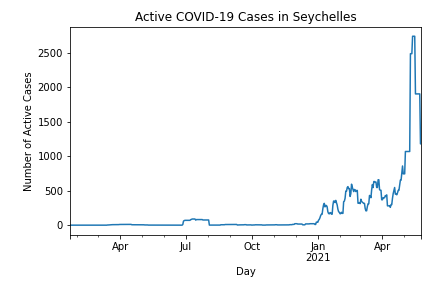 Active COVID-19 Cases in Seychelles
Number of Active Cases
2500
2000
1500
1000
500
0
Apr
Jul
Oct
Jan
2021
Apr
Day